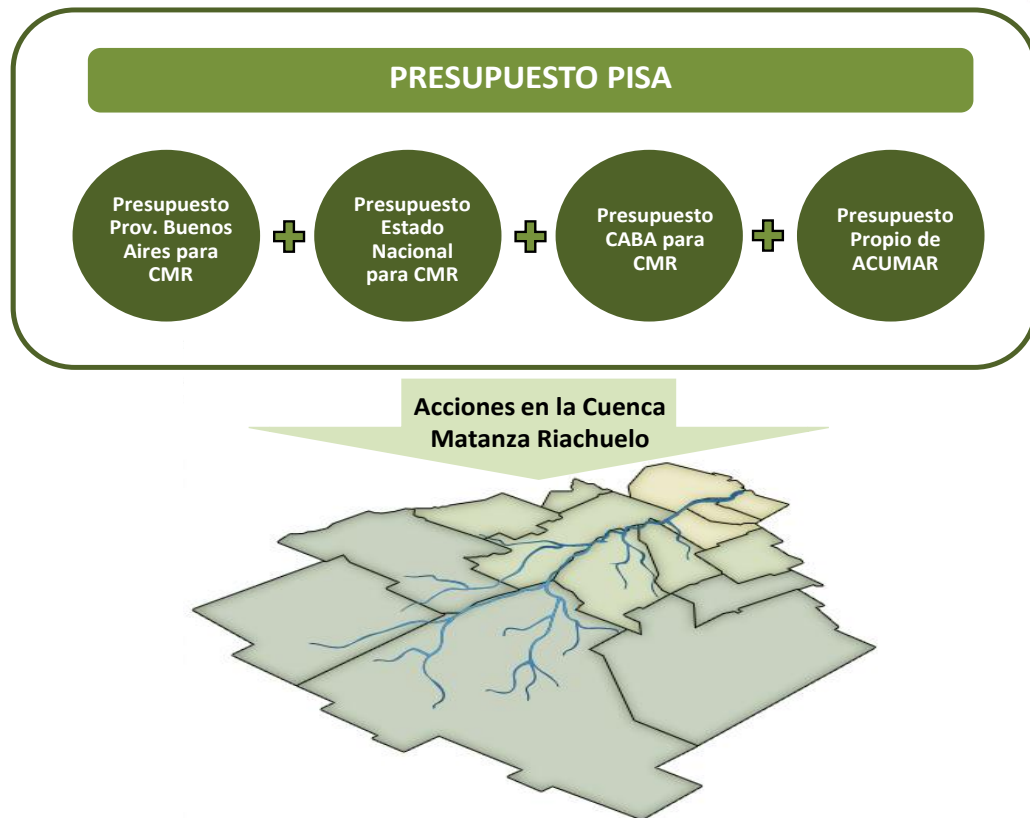 PRESUPUESTO PISA
Presupuesto
Prov. Buenos
Aires para
CMR
Presupuesto
Estado
Nacional
para CMR
Presupuesto
CABA para
CMR
Presupuesto
Propio de
ACUMAR
Acciones en la Cuenca
Matanza Riachuelo